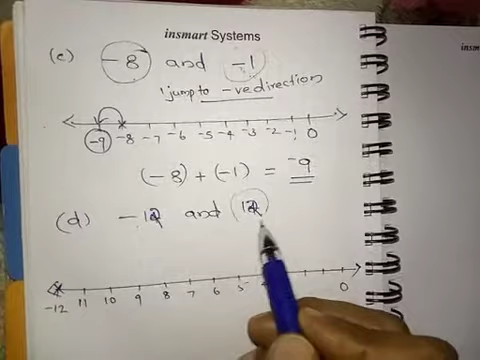 insmart Systems
(c) -8 and -1
1 jump to -ve direction
-9 -8 -7 -6 -5 -4 -3 -2 -1 0
(-8) + (-1) = -9
(d) -12 and 12
-12 11 10 9 8 7 6 5 0
insm